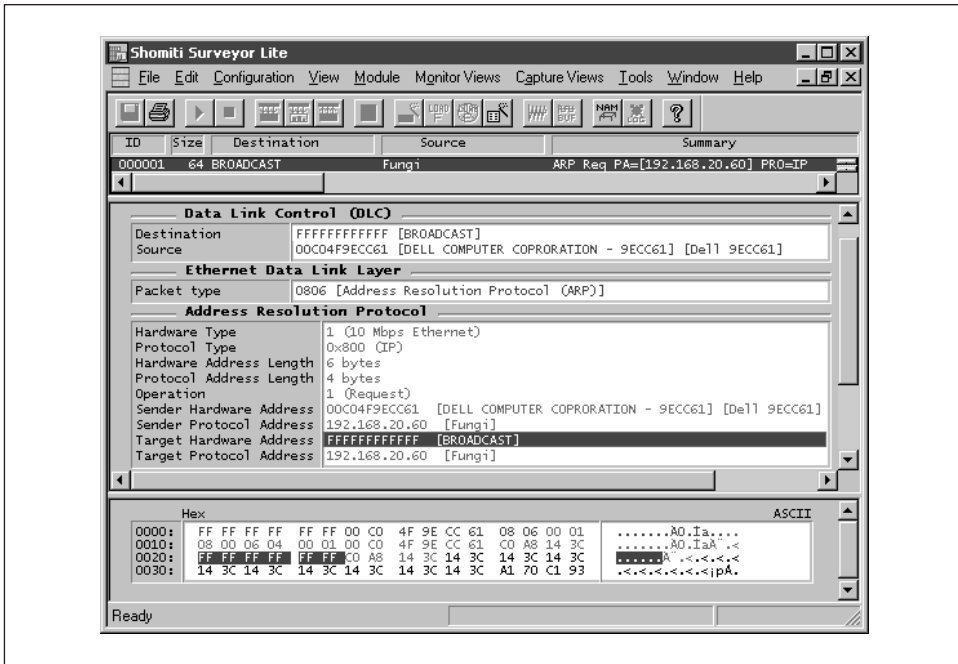 Shomiti Surveyor Lite
File Edit Configuration View Module Monitor Views Capture Views Tools Window Help
ID Size Destination Source Summary
000001 64 BROADCAST Fungi ARP Req PA=[192.168.20.60] PRO=IP
Data Link Control (DLC)
Destination FFFFFFFFFFFF [BROADCAST]
Source 00C04F9ECC61 [DELL COMPUTER COPRORATION - 9ECC61] [Dell 9ECC61]
Ethernet Data Link Layer
Packet type 0806 [Address Resolution Protocol (ARP)]
Address Resolution Protocol
Hardware Type 1 (10 Mbps Ethernet)
Protocol Type 0x800 (IP)
Hardware Address Length 6 bytes
Protocol Address Length 4 bytes
Operation 1 (Request)
Sender Hardware Address 00C04F9ECC61 [DELL COMPUTER COPRORATION - 9ECC61] [Dell 9ECC61]
Sender Protocol Address 192.168.20.60 [Fungi]
Target Hardware Address FFFFFFFFFFFF [BROADCAST]
Target Protocol Address 192.168.20.60 [Fungi]
Hex ASCII
0000: FF FF FF FF FF FF 00 C0 4F 9E CC 61 08 06 00 01 .......ÀO.Ìa....
0010: 08 00 06 04 00 01 00 C0 4F 9E CC 61 C0 A8 14 3C .......ÀO.ÌaÀ¨.<
0020: FF FF FF FF FF FF C0 A8 14 3C 14 3C 14 3C 14 3C ......À¨.<.<.<.<
0030: 14 3C 14 3C 14 3C 14 3C 14 3C 14 3C A1 70 C1 93 .<.<.<.<.<.<¡pÁ.
Ready